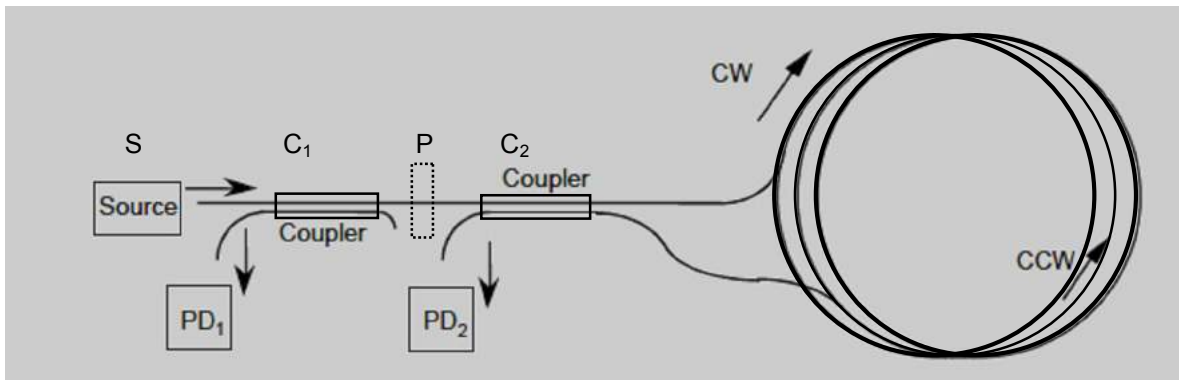 CW
S
C₁
P
C₂
Coupler
Source
Coupler
CCW
PD₁
PD₂